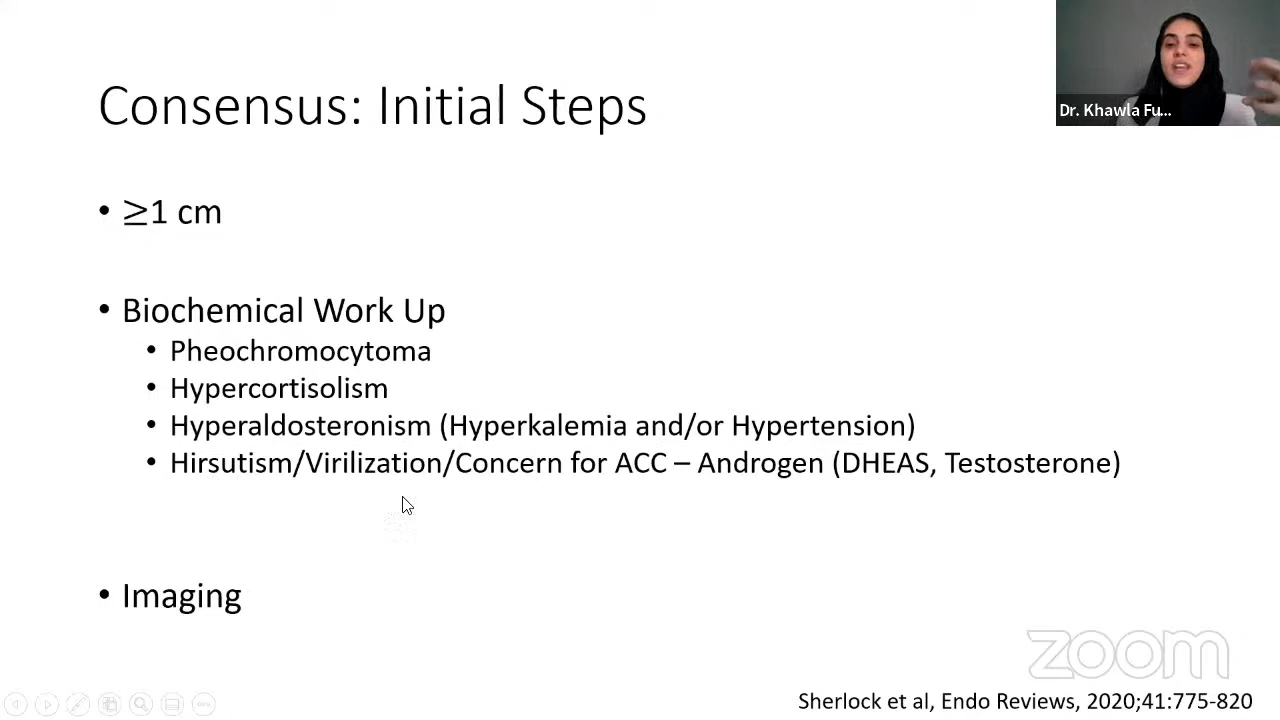 Dr. Khawla Fu...
Consensus: Initial Steps
• ≥1 cm
• Biochemical Work Up
• Pheochromocytoma
• Hypercortisolism
• Hyperaldosteronism (Hyperkalemia and/or Hypertension)
• Hirsutism/Virilization/Concern for ACC – Androgen (DHEAS, Testosterone)
• Imaging
zoom
Sherlock et al, Endo Reviews, 2020;41:775-820